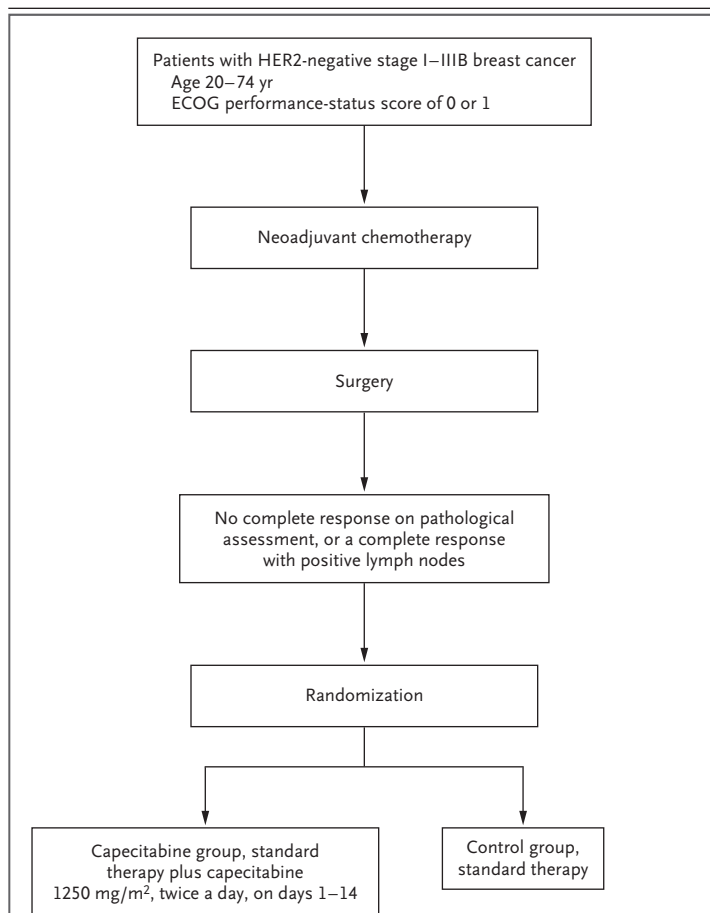 Patients with HER2-negative stage I–IIIB breast cancer
Age 20–74 yr
ECOG performance-status score of 0 or 1
Neoadjuvant chemotherapy
Surgery
No complete response on pathological
assessment, or a complete response
with positive lymph nodes
Randomization
Capecitabine group, standard
therapy plus capecitabine
1250 mg/m², twice a day, on days 1–14
Control group,
standard therapy